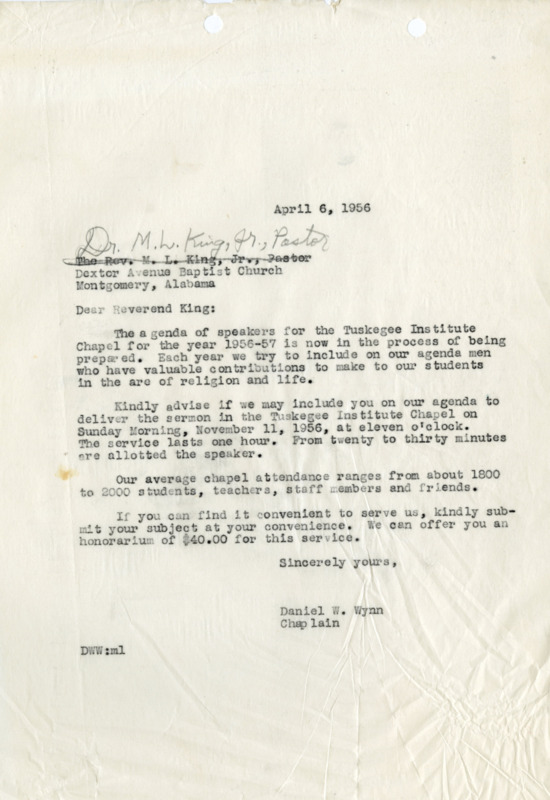 April 6, 1956
Dr. M. L. King, Jr., Pastor
The Rev. M. L. King, Jr., Pastor
Dextor Avenue Baptist Church
Montgomery, Alabama
Dear Reverend King:
The agenda of speakers for the Tuskegee Institute
Chapel for the year 1956-57 is now in the process of being
prepared. Each year we try to include on our agenda men
who have valuable contributions to make to our students
in the are of religion and life.
Kindly advise if we may include you on our agenda to
deliver the sermon in the Tuskegee Institute Chapel on
Sunday Morning, November 11, 1956, at eleven o'clock.
The service lasts one hour. From twenty to thirty minutes
are allotted the speaker.
Our average chapel attendance ranges from about 1800
to 2000 students, teachers, staff members and friends.
If you can find it convenient to serve us, kindly sub-
mit your subject at your convenience. We can offer you an
honorarium of $40.00 for this service.
Sincerely yours,
Daniel W. Wynn
Chaplain
DWW:ml